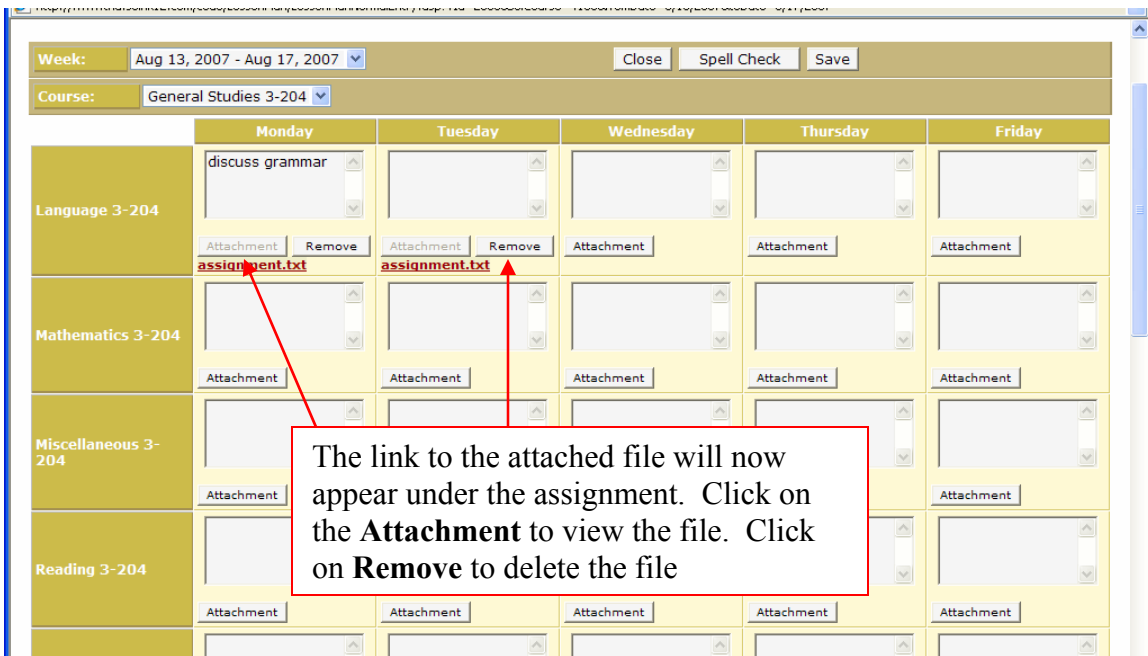 Week: Aug 13, 2007 - Aug 17, 2007 Close Spell Check Save
Course: General Studies 3-204
Monday Tuesday Wednesday Thursday Friday
discuss grammar
Language 3-204
Attachment Remove Attachment Remove Attachment Attachment Attachment
assignment.txt assignment.txt
Mathematics 3-204
Attachment Attachment Attachment Attachment Attachment
Miscellaneous 3-
204
Attachment Attachment
The link to the attached file will now
appear under the assignment. Click on
the Attachment to view the file. Click
on Remove to delete the file
Reading 3-204
Attachment Attachment Attachment Attachment Attachment